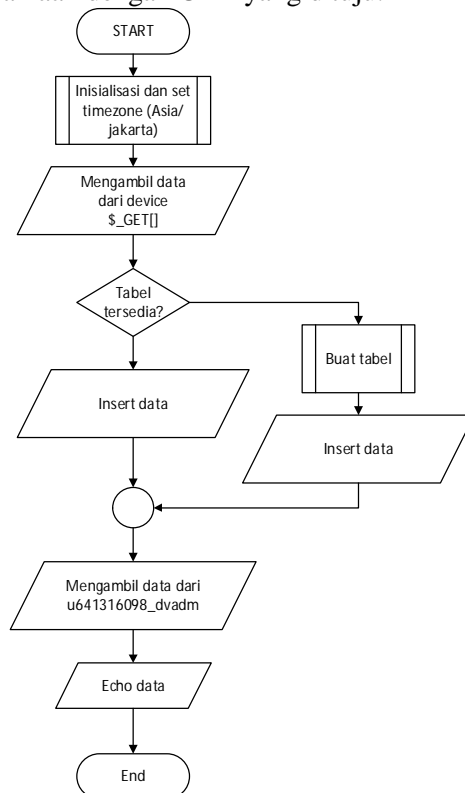 START
Inisialisasi dan set
timezone (Asia/
jakarta)
Mengambil data
dari device
$_GET[]
Tabel
tersedia?
Buat tabel
Insert data
Insert data
Mengambil data dari
u641316098_dvadm
Echo data
End